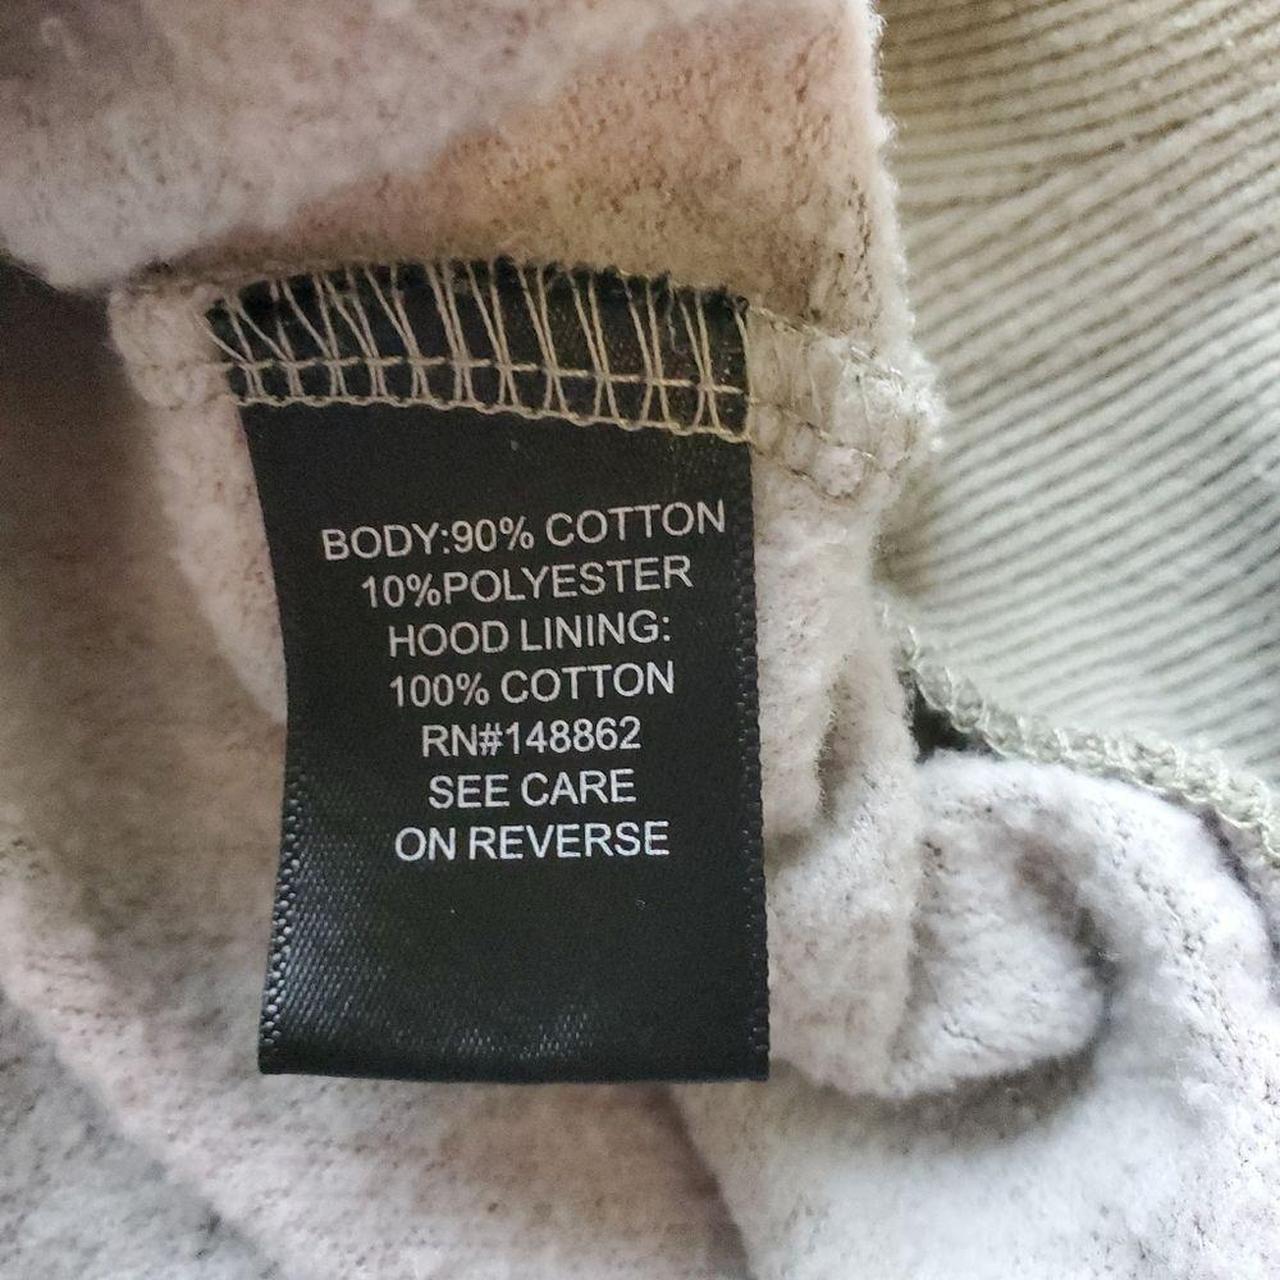 BODY:90% COTTON
10%POLYESTER
HOOD LINING:
100% COTTON
RN#148862
SEE CARE
ON REVERSE